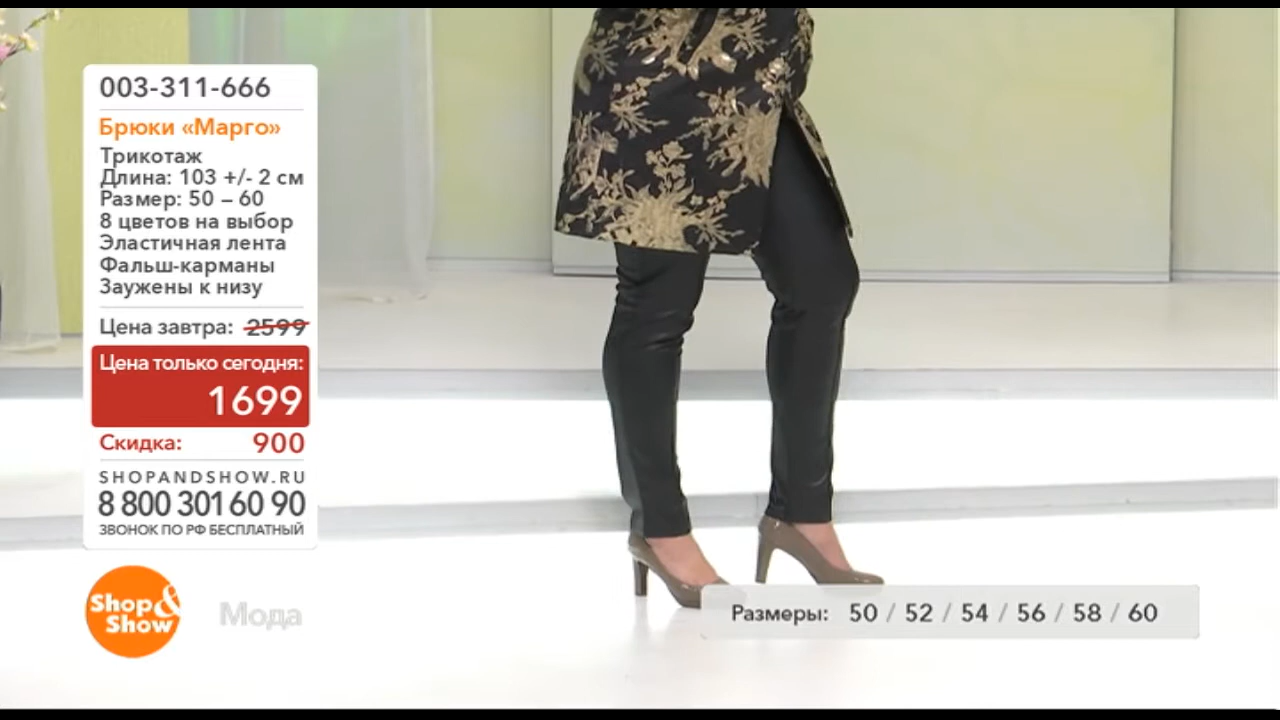 003-311-666
Брюки «Марго»
Трикотаж
Длина: 103 +/- 2 см
Размер: 50 – 60
8 цветов на выбор
Эластичная лента
Фальш-карманы
Заужены к низу
Цена завтра: 2599
Цена только сегодня:
1699
Скидка: 900
SHOPANDSHOW.RU
8 800 301 60 90
ЗВОНОК ПО РФ БЕСПЛАТНЫЙ
Shop&
Show
Мода
Размеры: 50 / 52 / 54 / 56 / 58 / 60